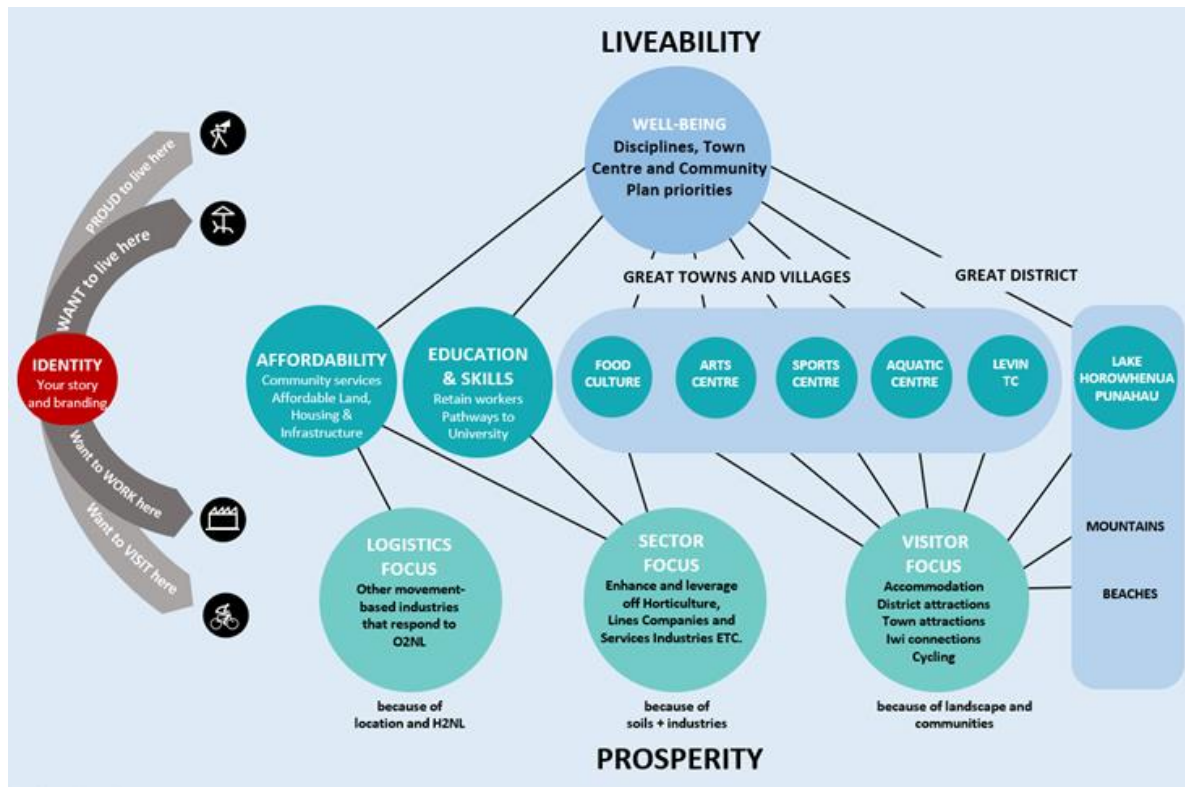 LIVEABILITY
WELL-BEING
Disciplines, Town
Centre and Community
Plan priorities
PROUD to live here
WANT to live here
IDENTITY
Your story
and branding
Want to WORK here
Want to VISIT here
GREAT TOWNS AND VILLAGES
GREAT DISTRICT
AFFORDABILITY
Community services
Affordable Land,
Housing &
Infrastructure
EDUCATION
& SKILLS
Retain workers
Pathways to
University
FOOD
CULTURE
ARTS
CENTRE
SPORTS
CENTRE
AQUATIC
CENTRE
LEVIN
TC
LAKE
HOROWHENUA
PUNAHAU
MOUNTAINS
BEACHES
LOGISTICS
FOCUS
Other movement-
based industries
that respond to
O2NL
because of
location and H2NL
SECTOR
FOCUS
Enhance and leverage
off Horticulture,
Lines Companies and
Services Industries ETC.
because of
soils + industries
VISITOR
FOCUS
Accommodation
District attractions
Town attractions
Iwi connections
Cycling
because of landscape and
communities
PROSPERITY